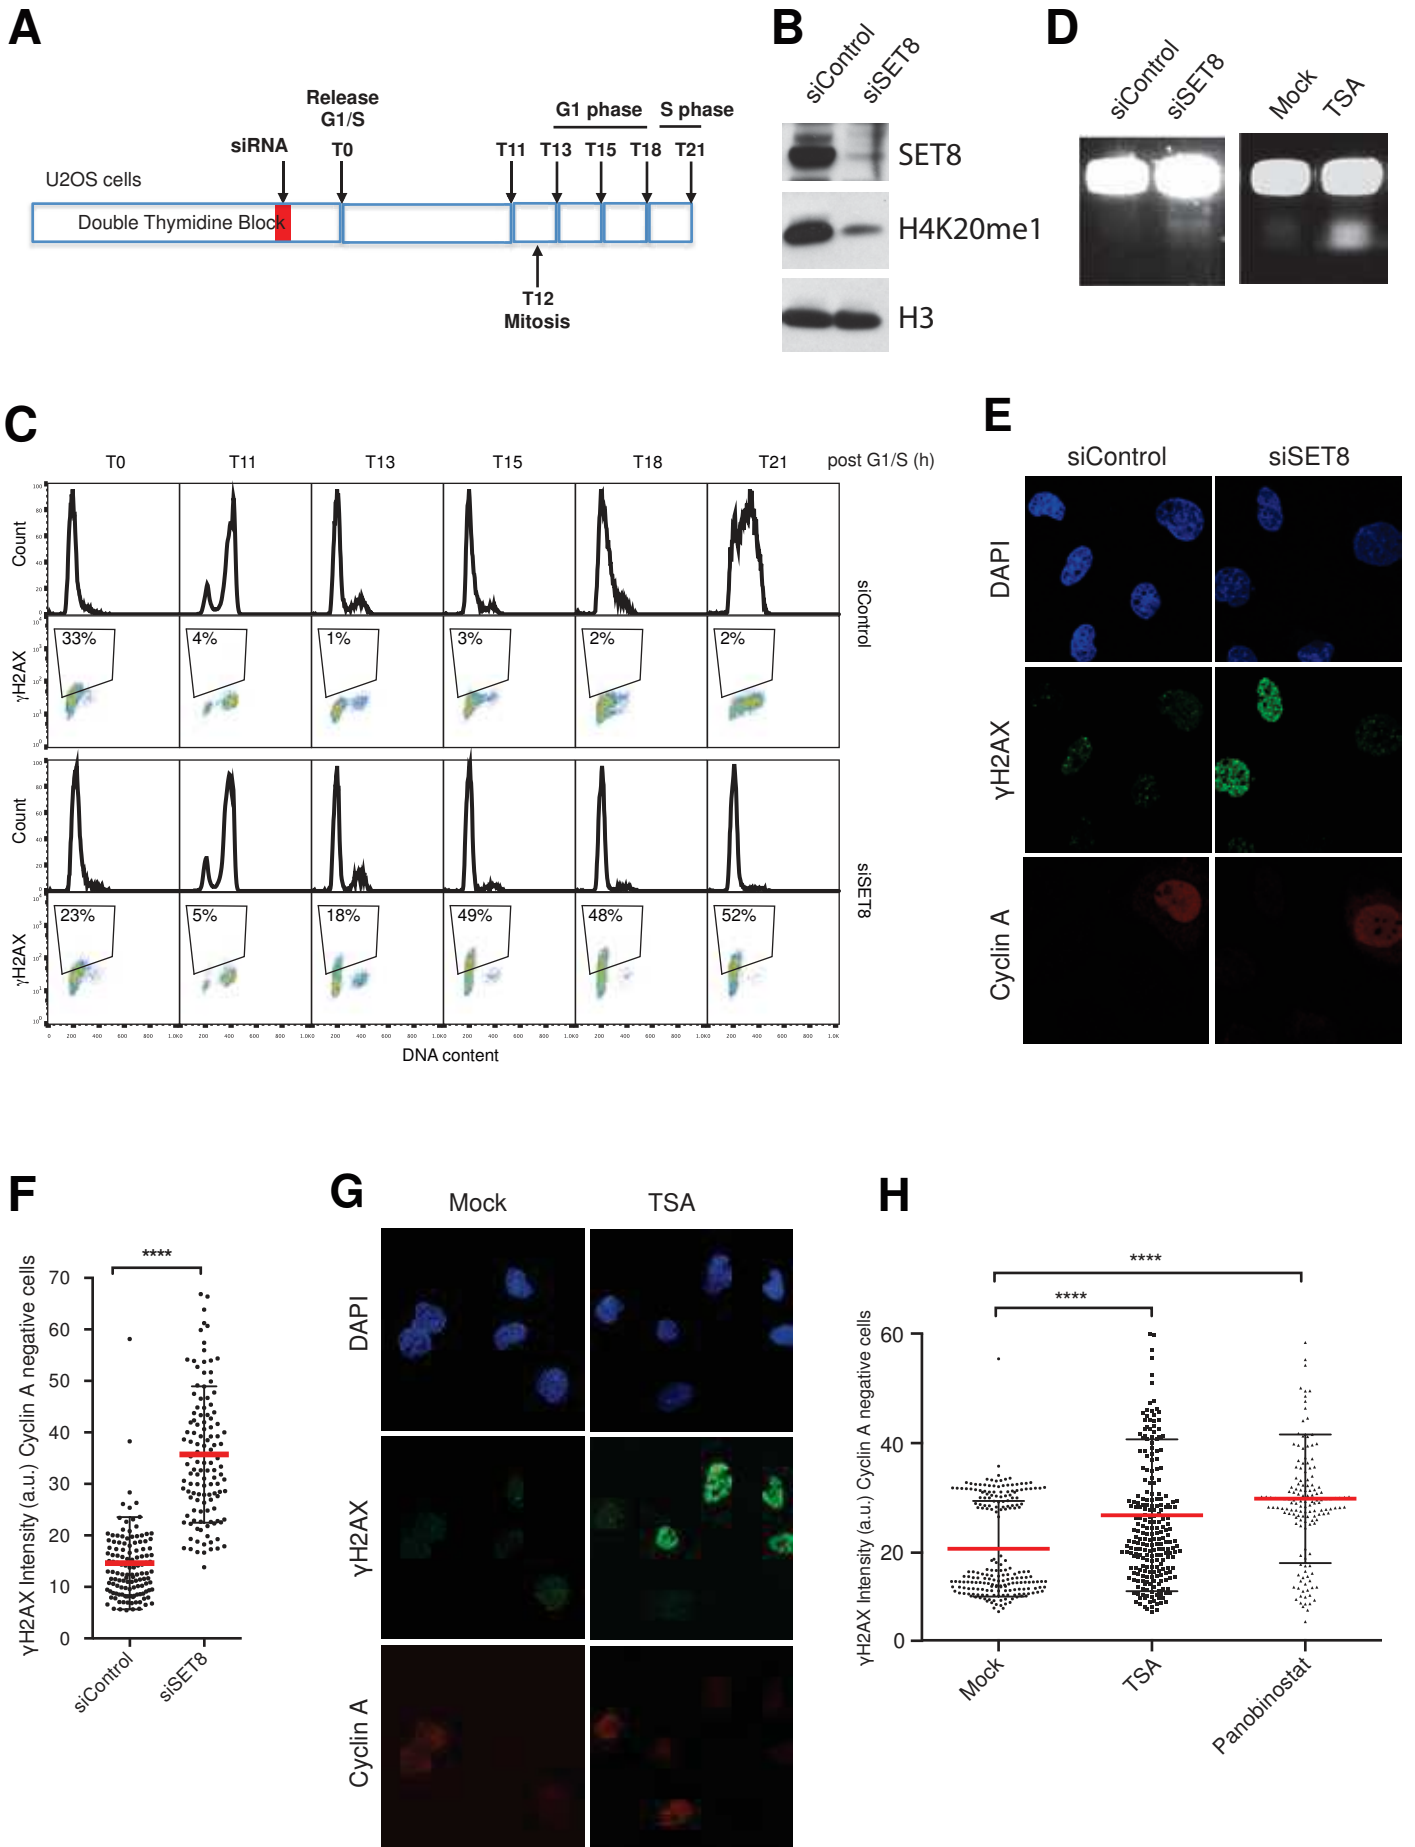 A
Release
G1/S
G1 phase
S phase
siRNA
T0
T11
T13
T15
T18
T21
U2OS cells
Double Thymidine Block
T12
Mitosis
B
siControl
siSET8
SET8
H4K20me1
H3
D
siControl
siSET8
Mock
TSA
C
T0
T11
T13
T15
T18
T21
post G1/S (h)
Count
γH2AX
33%
4%
1%
3%
2%
2%
siControl
Count
γH2AX
23%
5%
18%
49%
48%
52%
siSET8
DNA content
E
siControl
siSET8
DAPI
γH2AX
Cyclin A
F
γH2AX Intensity (a.u.) Cyclin A negative cells
****
70
60
50
40
30
20
10
0
siControl
siSET8
G
Mock
TSA
DAPI
γH2AX
Cyclin A
H
γH2AX Intensity (a.u.) Cyclin A negative cells
****
****
60
40
20
0
Mock
TSA
Panobinostat